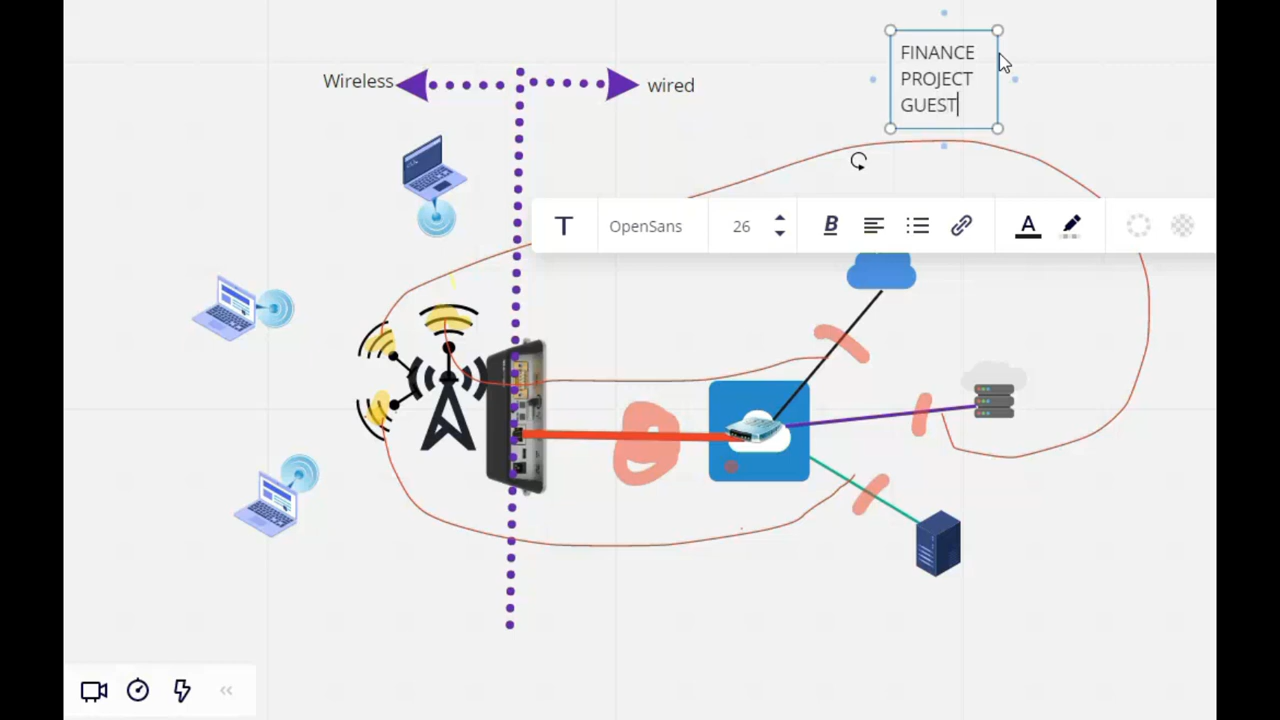 FINANCE
PROJECT
GUEST
Wireless
wired
T
OpenSans
26
B
A